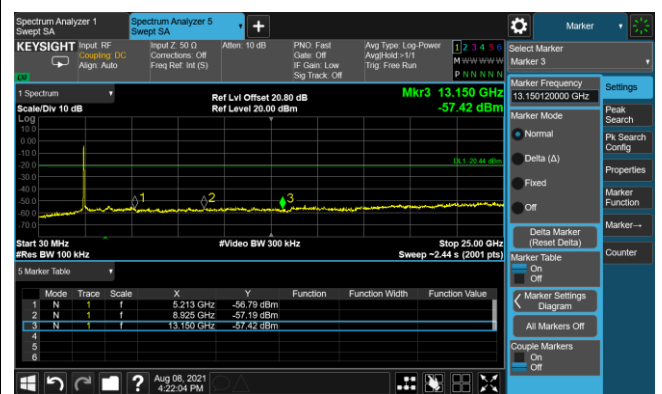 Spectrum Analyzer 1
Swept SA
Spectrum Analyzer 5
Swept SA
Marker
KEYSIGHT
Input: RF
Coupling: DC
Align: Auto
Input Z: 50 Ω
Corrections: Off
Freq Ref: Int (S)
Atten: 10 dB
PNO: Fast
Gate: Off
IF Gain: Low
Sig Track: Off
Avg Type: Log-Power
Avg|Hold:>1/1
Trig: Free Run
1 2 3 4 5 6
M W W W W W
P N N N N N
Select Marker
Marker 3
1 Spectrum
Scale/Div 10 dB
Ref Lvl Offset 20.80 dB
Ref Level 20.00 dBm
Mkr3 13.150 GHz
-57.42 dBm
Log
10.0
0.00
-10.0
-20.0
-30.0
-40.0
-50.0
-60.0
-70.0
DL1 -20.44 dBm
1
2
3
Start 30 MHz
#Res BW 100 kHz
#Video BW 300 kHz
Stop 25.00 GHz
Sweep ~2.44 s (2001 pts)
5 Marker Table
Mode Trace Scale X Y Function Function Width Function Value
1 N 1 f 5.213 GHz -56.79 dBm
2 N 1 f 8.925 GHz -57.19 dBm
3 N 1 f 13.150 GHz -57.42 dBm
4
5
6
Marker Frequency
13.150120000 GHz
Marker Mode
Normal
Delta (Δ)
Fixed
Off
Delta Marker
(Reset Delta)
Marker Table
On
Off
Marker Settings
Diagram
All Markers Off
Couple Markers
On
Off
Settings
Peak
Search
Pk Search
Config
Properties
Marker
Function
Marker→
Counter
Aug 08, 2021
4:22:04 PM